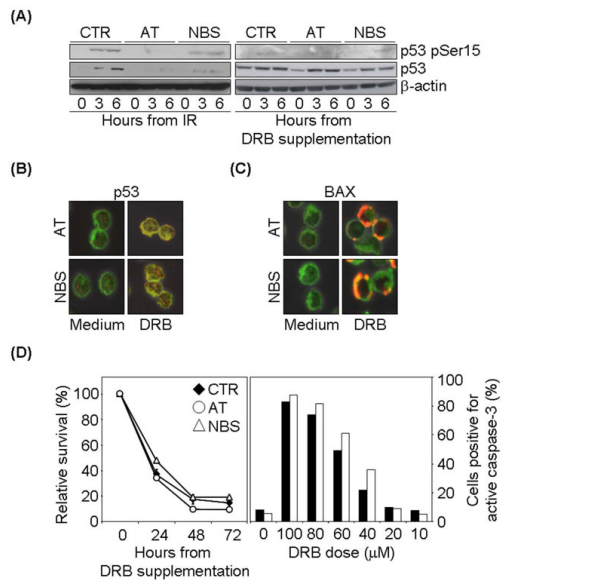 (A)
CTR AT NBS CTR AT NBS
p53 pSer15
p53
β-actin
0 3 6 0 3 6 0 3 6 0 3 6 0 3 6 0 3 6
Hours from IR Hours from
DRB supplementation
(B) (C)
p53 BAX
AT AT
NBS NBS
Medium DRB Medium DRB
(D)
Relative survival (%)
100
80
60
40
20
0
CTR
AT
NBS
0 24 48 72
Hours from
DRB supplementation
100
80
60
40
20
0
Cells positive for
active caspase-3 (%)
0 100 80 60 40 20 10
DRB dose (μM)